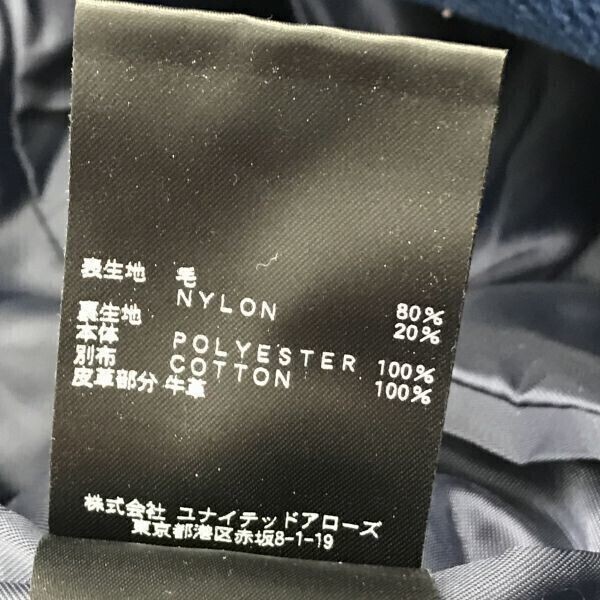 表生地 毛 80%
NYLON 20%
裏生地
本体 POLYESTER 100%
別布 COTTON 100%
皮革部分 牛革
株式会社 ユナイテッドアローズ
東京都港区赤坂8-1-19